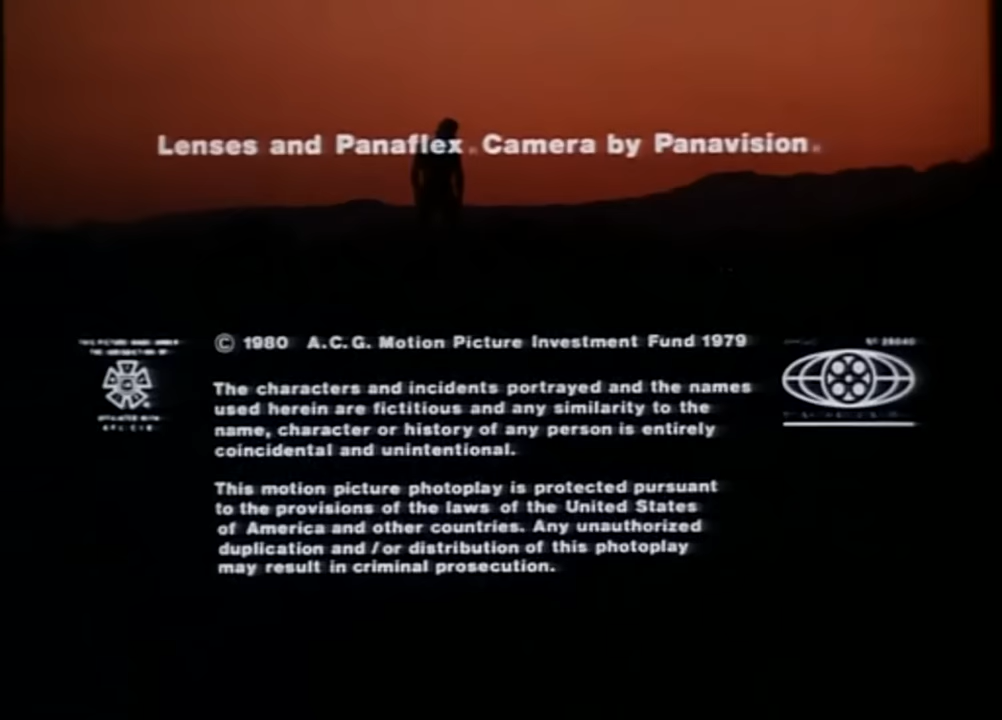 Lenses and Panaflex® Camera by Panavision®
© 1980 A.C.G. Motion Picture Investment Fund 1979
The characters and incidents portrayed and the names
used herein are fictitious and any similarity to the
name, character or history of any person is entirely
coincidental and unintentional.
This motion picture photoplay is protected pursuant
to the provisions of the laws of the United States
of America and other countries. Any unauthorized
duplication and/or distribution of this photoplay
may result in criminal prosecution.